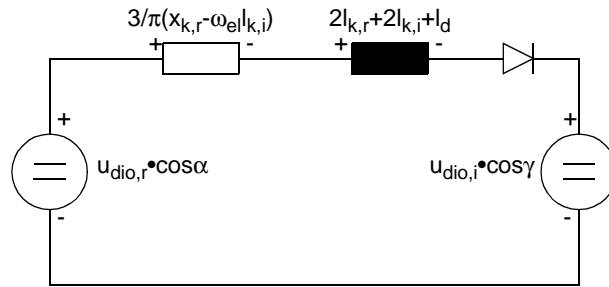 3/π(x_k,r-ω_el l_k,i)
2l_k,r+2l_k,i+l_d
+ - + -
+ +
u_dio,r•cosα u_dio,i•cosγ
- -